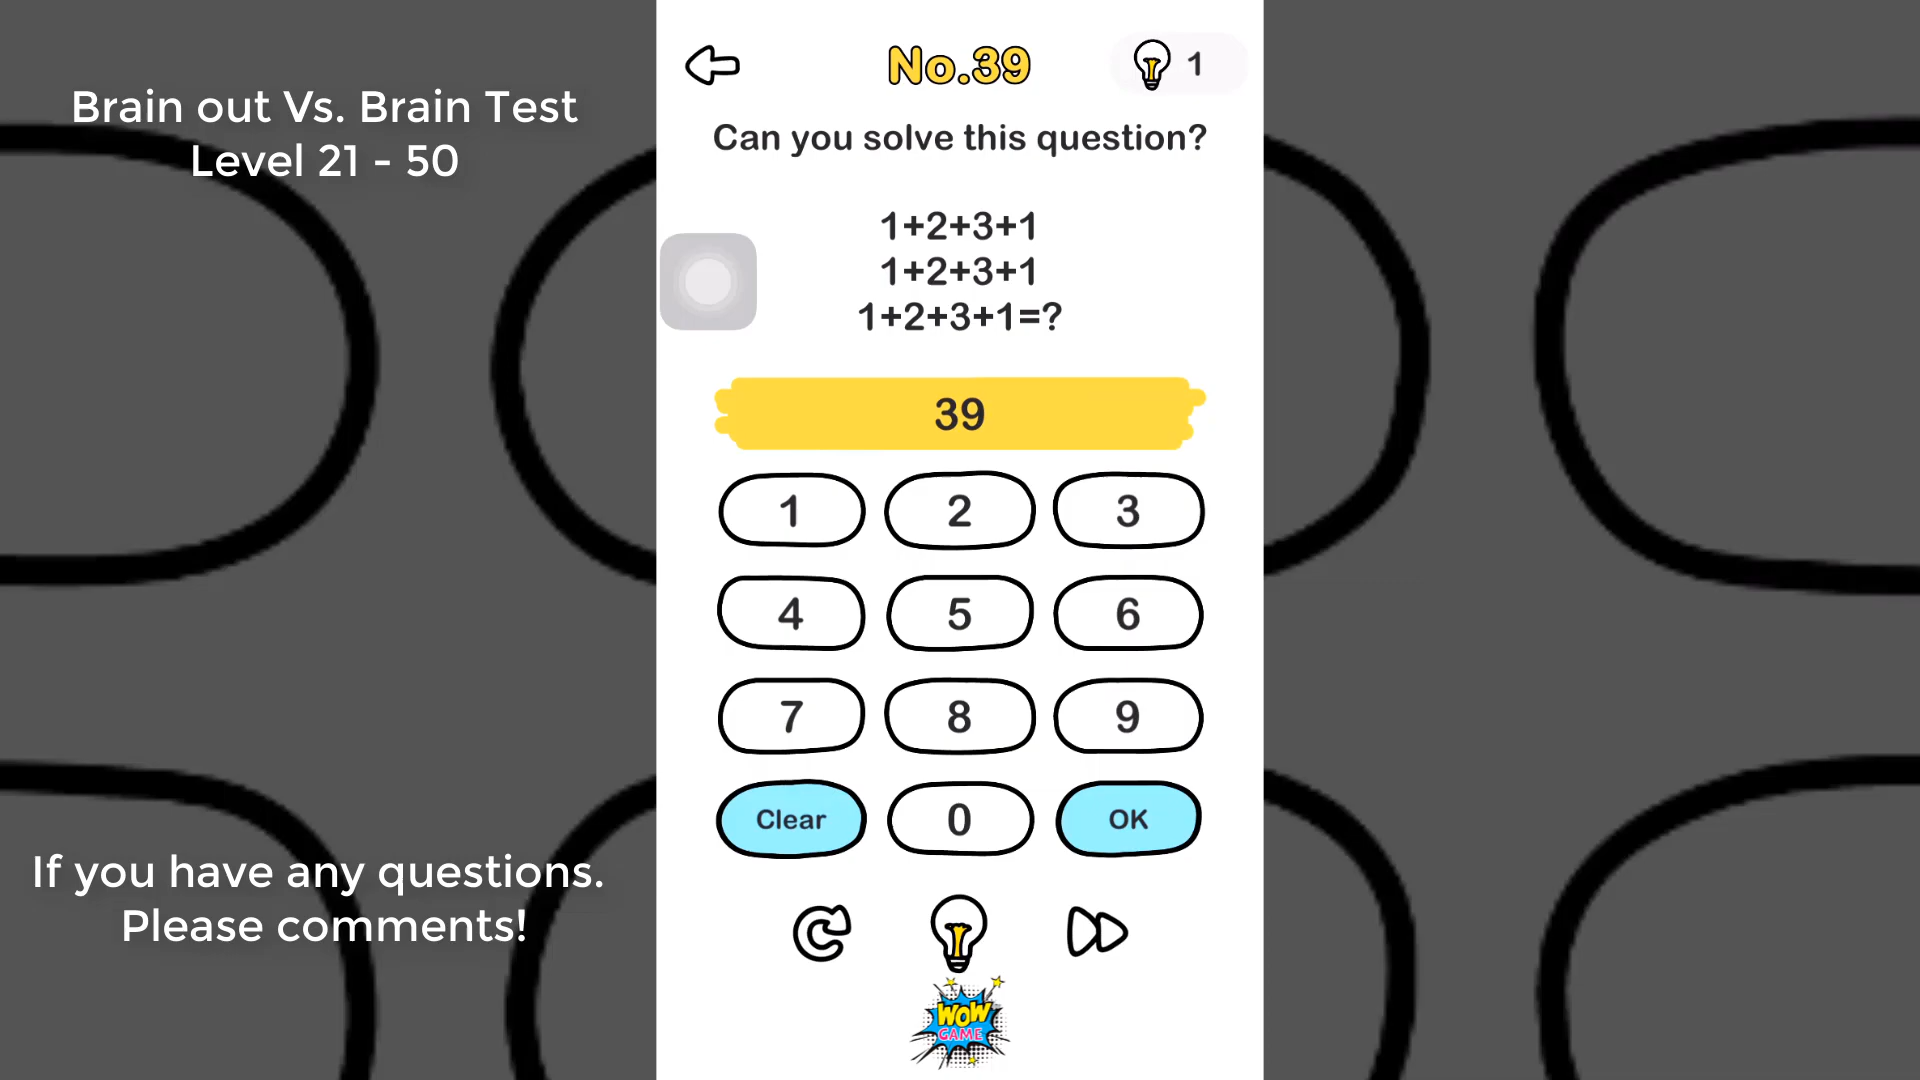 Brain out Vs. Brain Test
Level 21 - 50
No.39
1
Can you solve this question?
1+2+3+1
1+2+3+1
1+2+3+1=?
39
1 2 3
4 5 6
7 8 9
Clear 0 OK
If you have any questions.
Please comments!
WOW
GAME